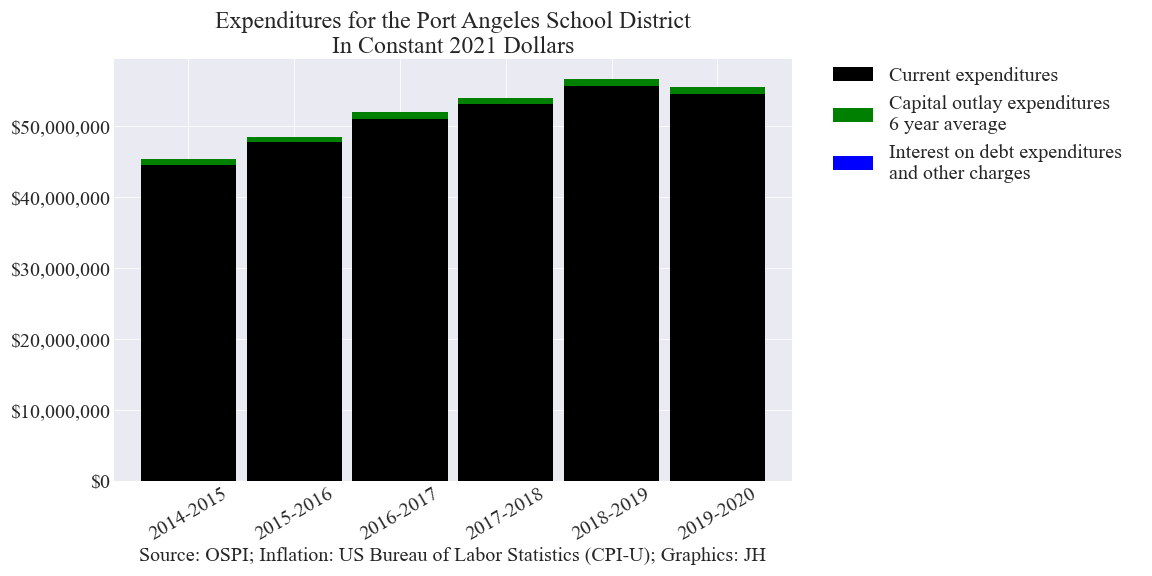 Expenditures for the Port Angeles School District
In Constant 2021 Dollars
$50,000,000
$40,000,000
$30,000,000
$20,000,000
$10,000,000
$0
2014-2015
2015-2016
2016-2017
2017-2018
2018-2019
2019-2020
Source: OSPI; Inflation: US Bureau of Labor Statistics (CPI-U); Graphics: JH
Current expenditures
Capital outlay expenditures
6 year average
Interest on debt expenditures
and other charges